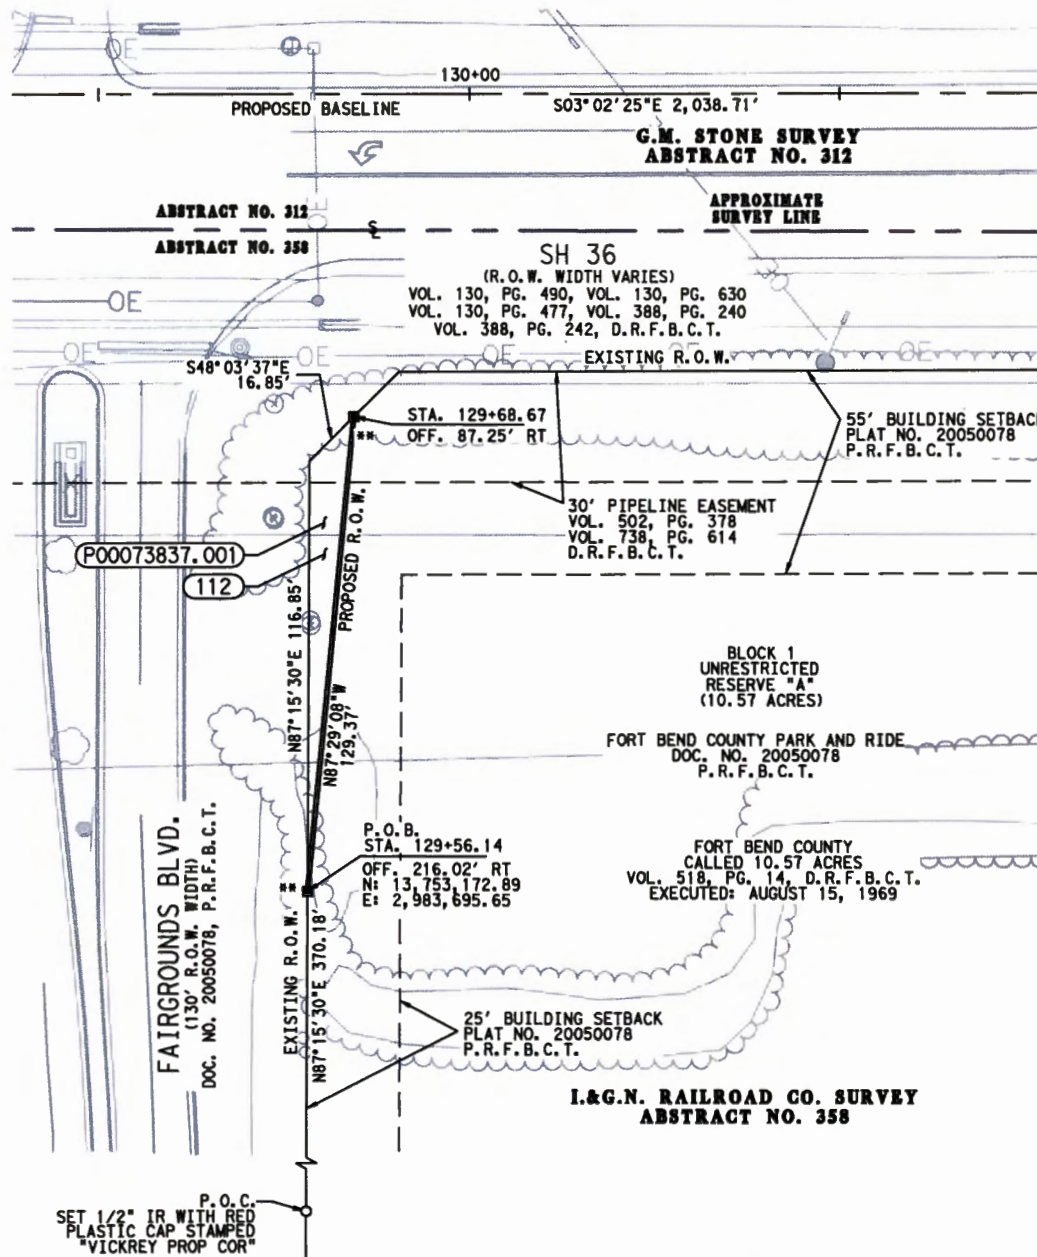 OE
130+00
PROPOSED BASELINE
S03°02'25"E 2,038.71'
G.M. STONE SURVEY
ABSTRACT NO. 312
APPROXIMATE
SURVEY LINE
ABSTRACT NO. 312
ABSTRACT NO. 358
OE
SH 36
(R.O.W. WIDTH VARIES)
VOL. 130, PG. 490, VOL. 130, PG. 630
VOL. 130, PG. 477, VOL. 388, PG. 240
VOL. 388, PG. 242, D.R.F.B.C.T.
OE
OE
OE
OE
OE
EXISTING R.O.W.
S48°03'37"E
16.85'
STA. 129+68.67
OFF. 87.25' RT
**
55' BUILDING SETBACK
PLAT NO. 20050078
P.R.F.B.C.T.
30' PIPELINE EASEMENT
VOL. 502, PG. 378
VOL. 738, PG. 614
D.R.F.B.C.T.
P00073837.001
112
PROPOSED R.O.W.
N87°15'30"E 116.85'
N87°29'08"W
129.37'
BLOCK 1
UNRESTRICTED
RESERVE "A"
(10.57 ACRES)
FORT BEND COUNTY PARK AND RIDE
DOC. NO. 20050078
P.R.F.B.C.T.
P.O.B.
STA. 129+56.14
OFF. 216.02' RT
N: 13,753,172.89
E: 2,983,695.65
**
FORT BEND COUNTY
CALLED 10.57 ACRES
VOL. 518, PG. 14, D.R.F.B.C.T.
EXECUTED: AUGUST 15, 1969
FAIRGROUNDS BLVD.
(130' R.O.W. WIDTH)
DOC. NO. 20050078, P.R.F.B.C.T.
EXISTING R.O.W.
N87°15'30"E 370.18'
25' BUILDING SETBACK
PLAT NO. 20050078
P.R.F.B.C.T.
I.&G.N. RAILROAD CO. SURVEY
ABSTRACT NO. 358
P.O.C.
SET 1/2" IR WITH RED
PLASTIC CAP STAMPED
"VICKREY PROP COR"